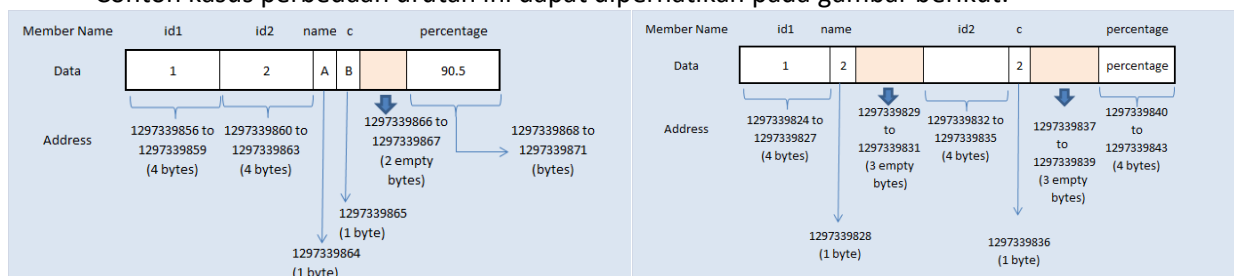 Contoh kasus perbedaan urutan ini dapat diperhatikan pada gambar berikut.
Member Name id1 id2 name c percentage
Data 1 2 A B 90.5
Address
1297339856 to
1297339859
(4 bytes)
1297339860 to
1297339863
(4 bytes)
1297339866 to
1297339867
(2 empty
bytes)
1297339868 to
1297339871
(bytes)
1297339865
(1 byte)
1297339864
(1 byte)
Member Name id1 name id2 c percentage
Data 1 2 2 percentage
Address
1297339824 to
1297339827
(4 bytes)
1297339829
to
1297339831
(3 empty
bytes)
1297339832 to
1297339835
(4 bytes)
1297339837
to
1297339839
(3 empty
bytes)
1297339840
to
1297339843
(4 bytes)
1297339828
(1 byte)
1297339836
(1 byte)